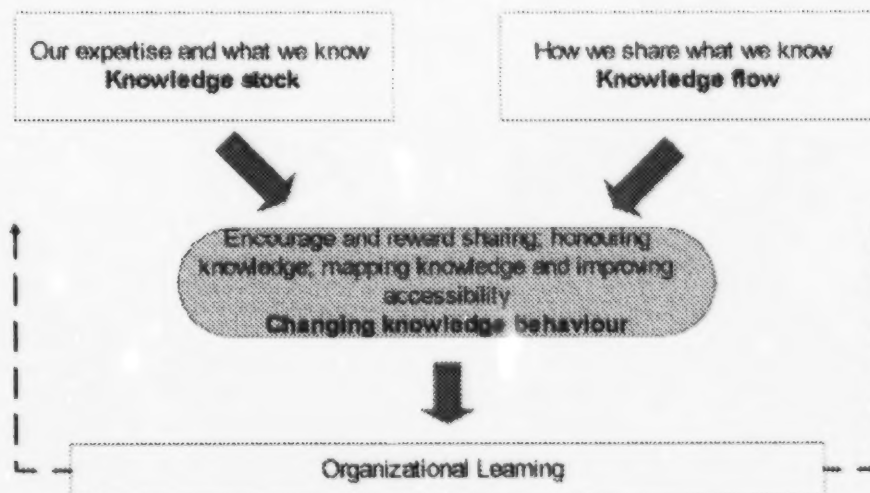 Our expertise and what we know
Knowledge stock
How we share what we know
Knowledge flow
Encourage and reward sharing; honouring
knowledge; mapping knowledge and improving
accessibility
Changing knowledge behaviour
Organizational Learning